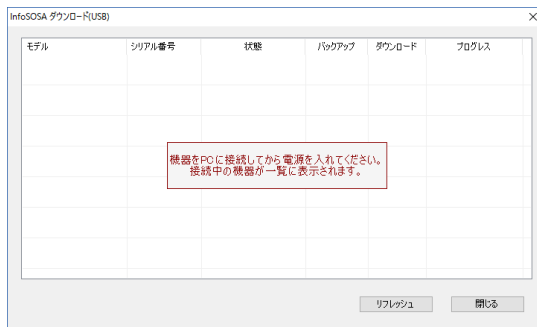 InfoSOSA ダウンロード(USB)
モデル シリアル番号 状態 バックアップ ダウンロード プログレス
機器をPCに接続してから電源を入れてください。
接続中の機器が一覧に表示されます。
リフレッシュ 閉じる